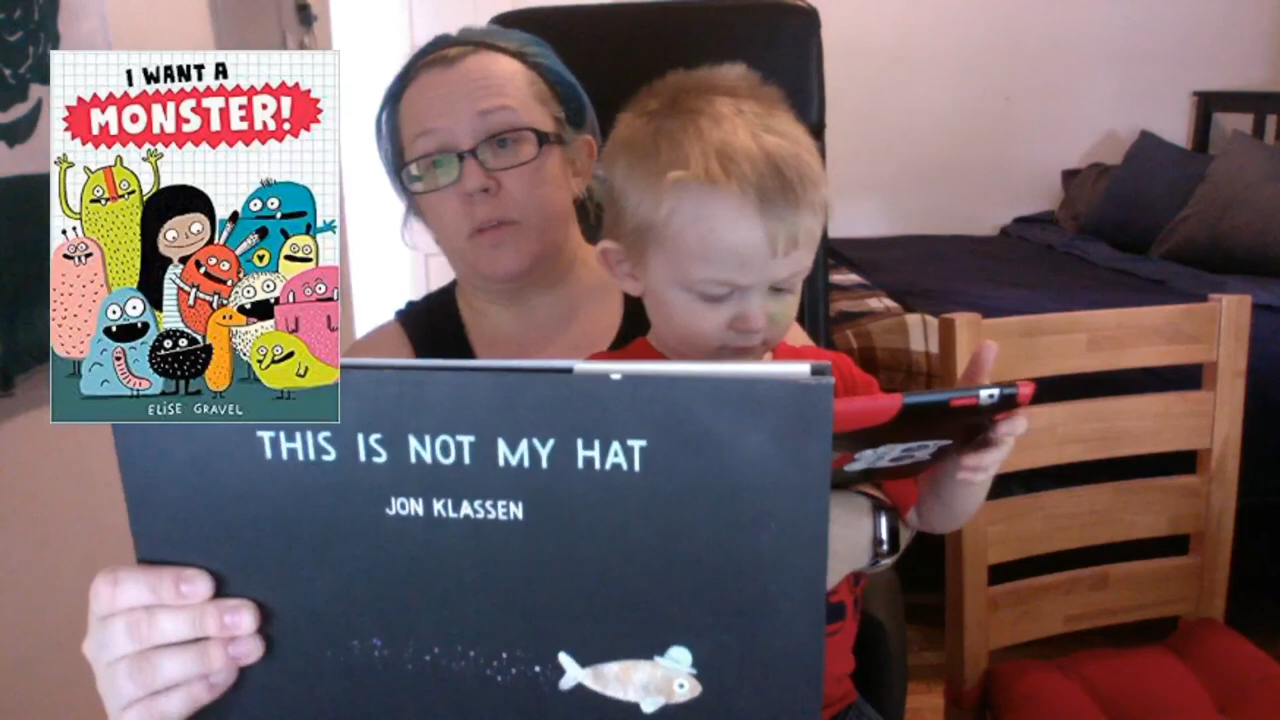 I WANT A
MONSTER!
ELISE GRAVEL
THIS IS NOT MY HAT
JON KLASSEN